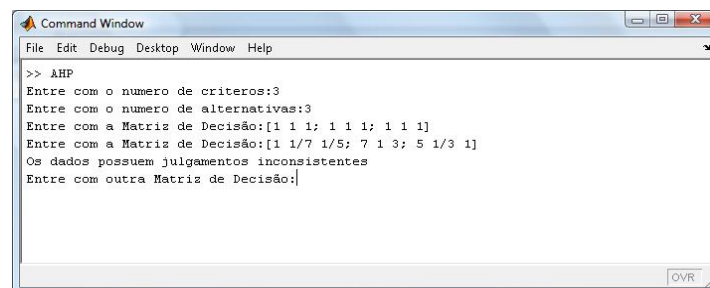 Command Window
File Edit Debug Desktop Window Help
>> AHP
Entre com o numero de criteros:3
Entre com o numero de alternativas:3
Entre com a Matriz de Decisão:[1 1 1; 1 1 1; 1 1 1]
Entre com a Matriz de Decisão:[1 1/7 1/5; 7 1 3; 5 1/3 1]
Os dados possuem julgamentos inconsistentes
Entre com outra Matriz de Decisão:
OVR